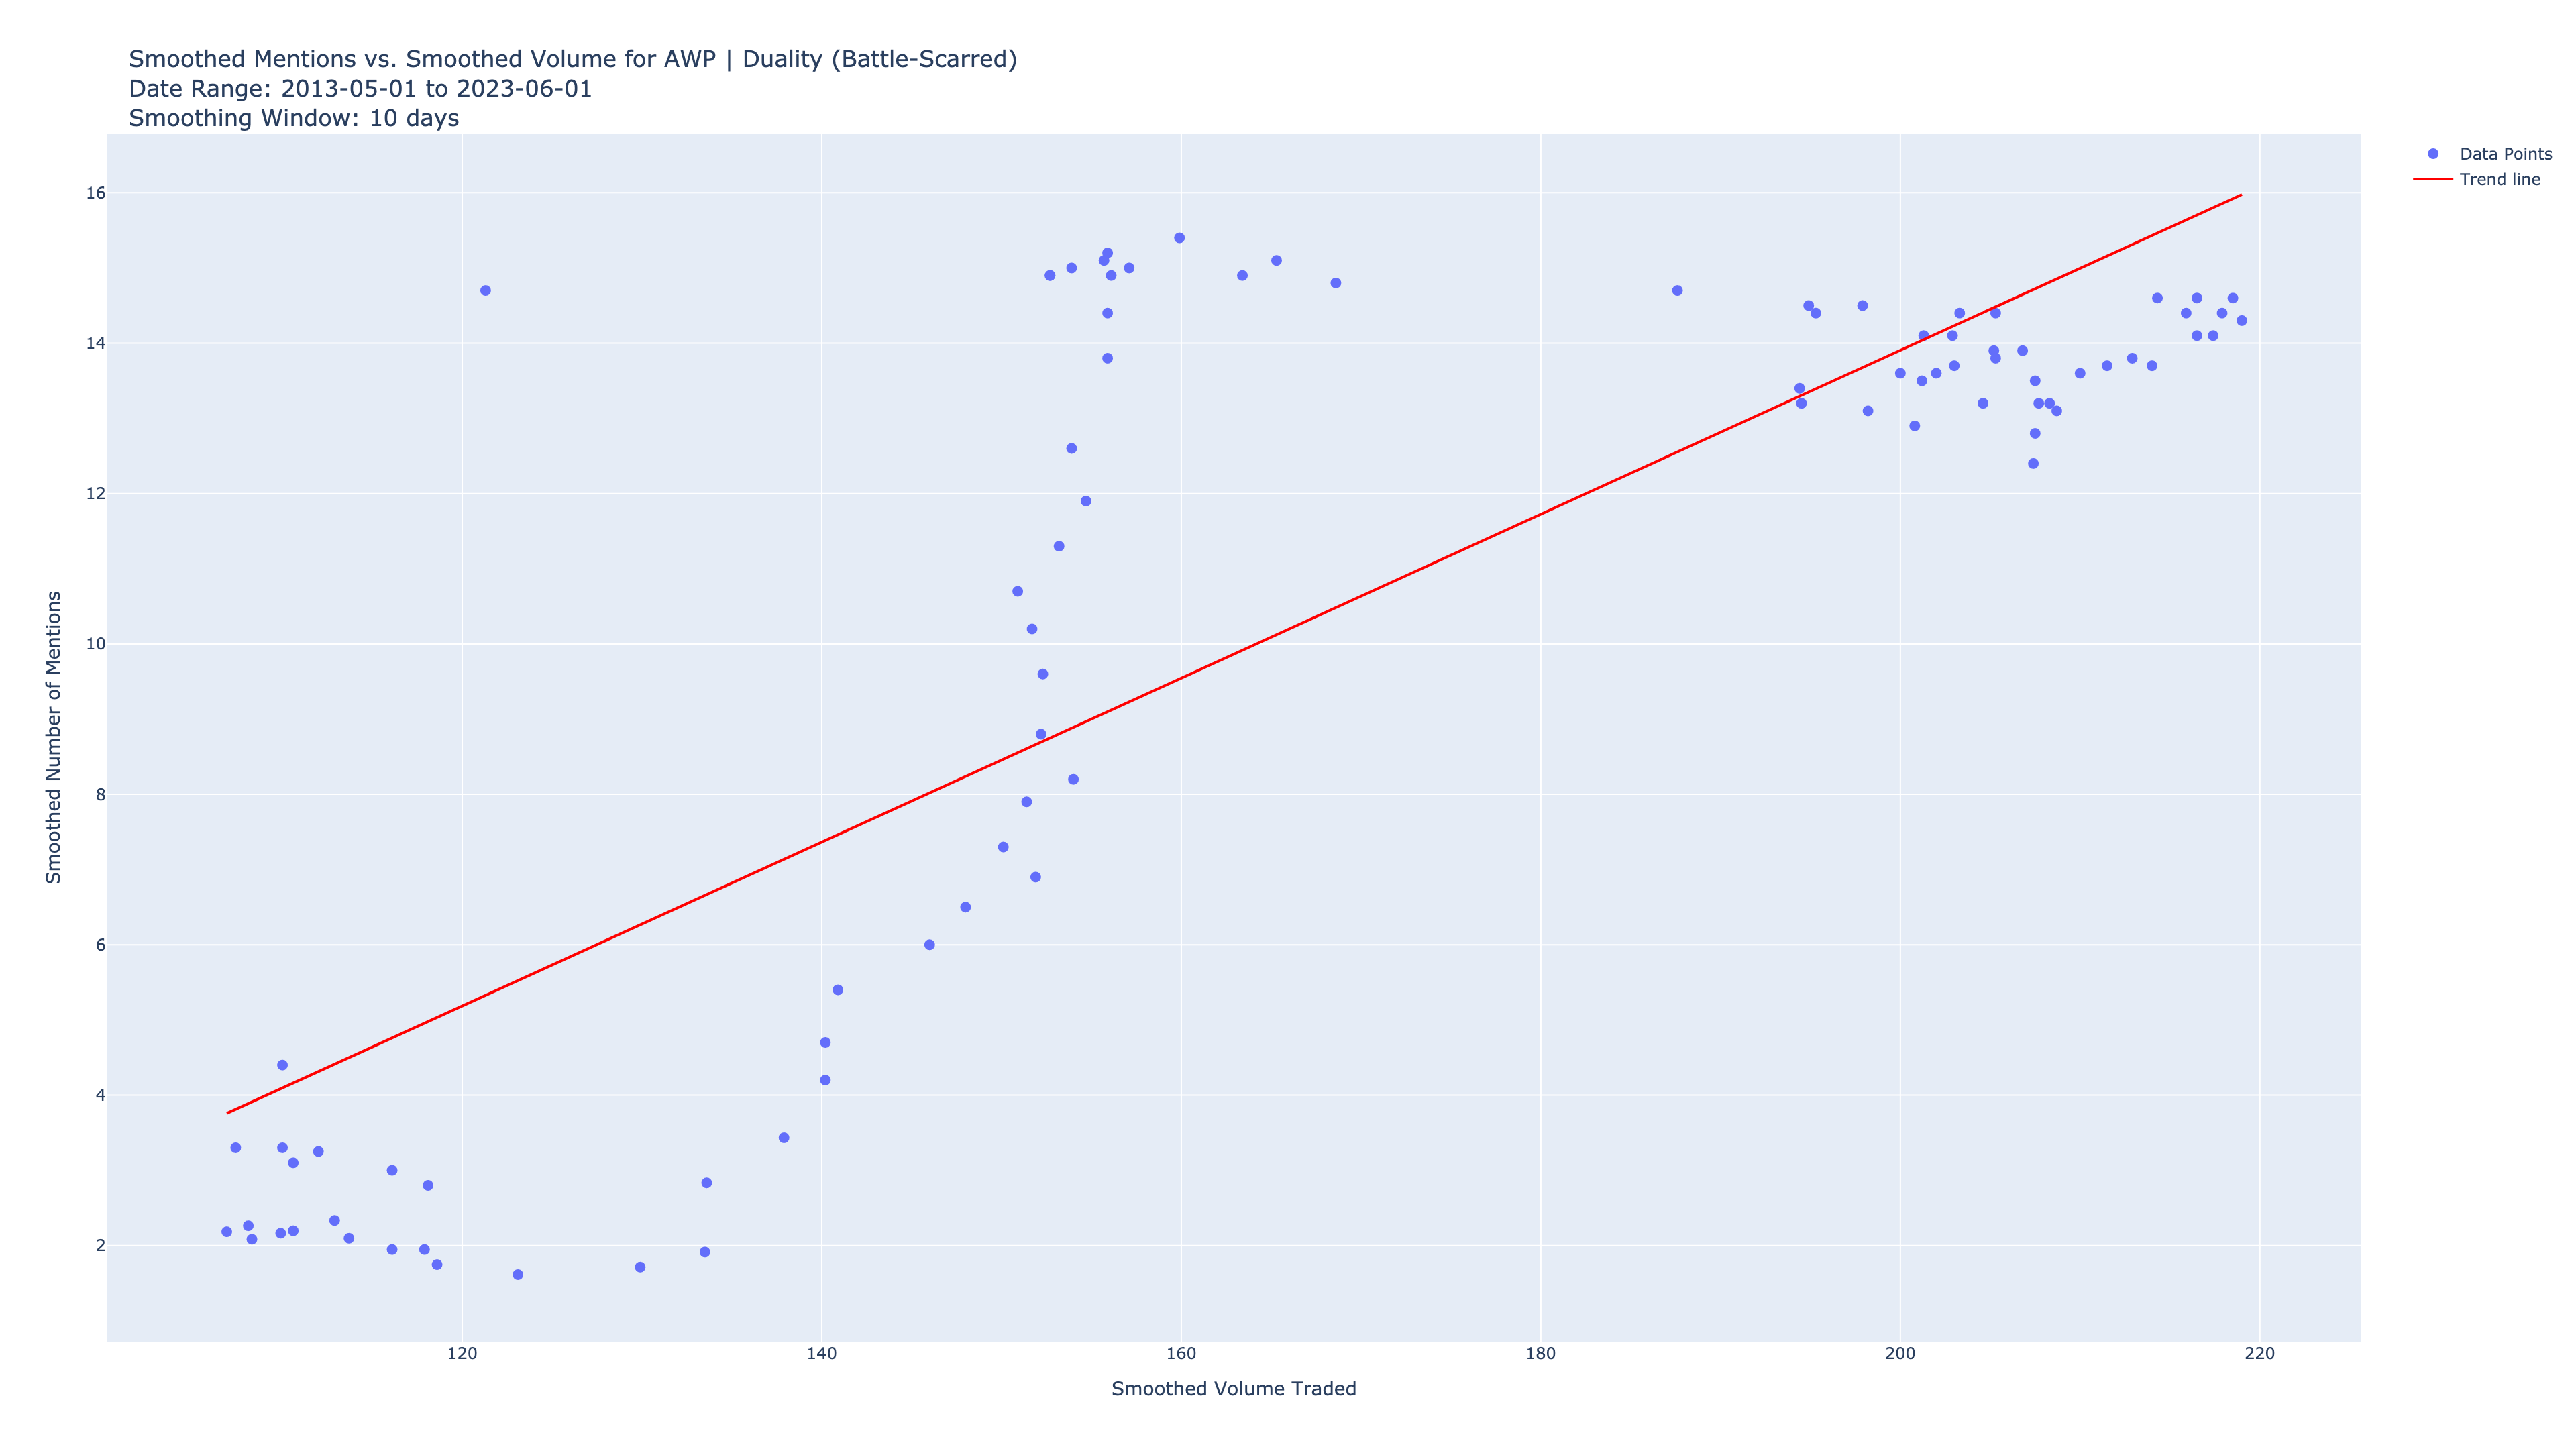 Smoothed Mentions vs. Smoothed Volume for AWP | Duality (Battle-Scarred)
Date Range: 2013-05-01 to 2023-06-01
Smoothing Window: 10 days
Data Points
Trend line
16
14
12
10
8
6
4
2
Smoothed Number of Mentions
120
140
160
180
200
220
Smoothed Volume Traded